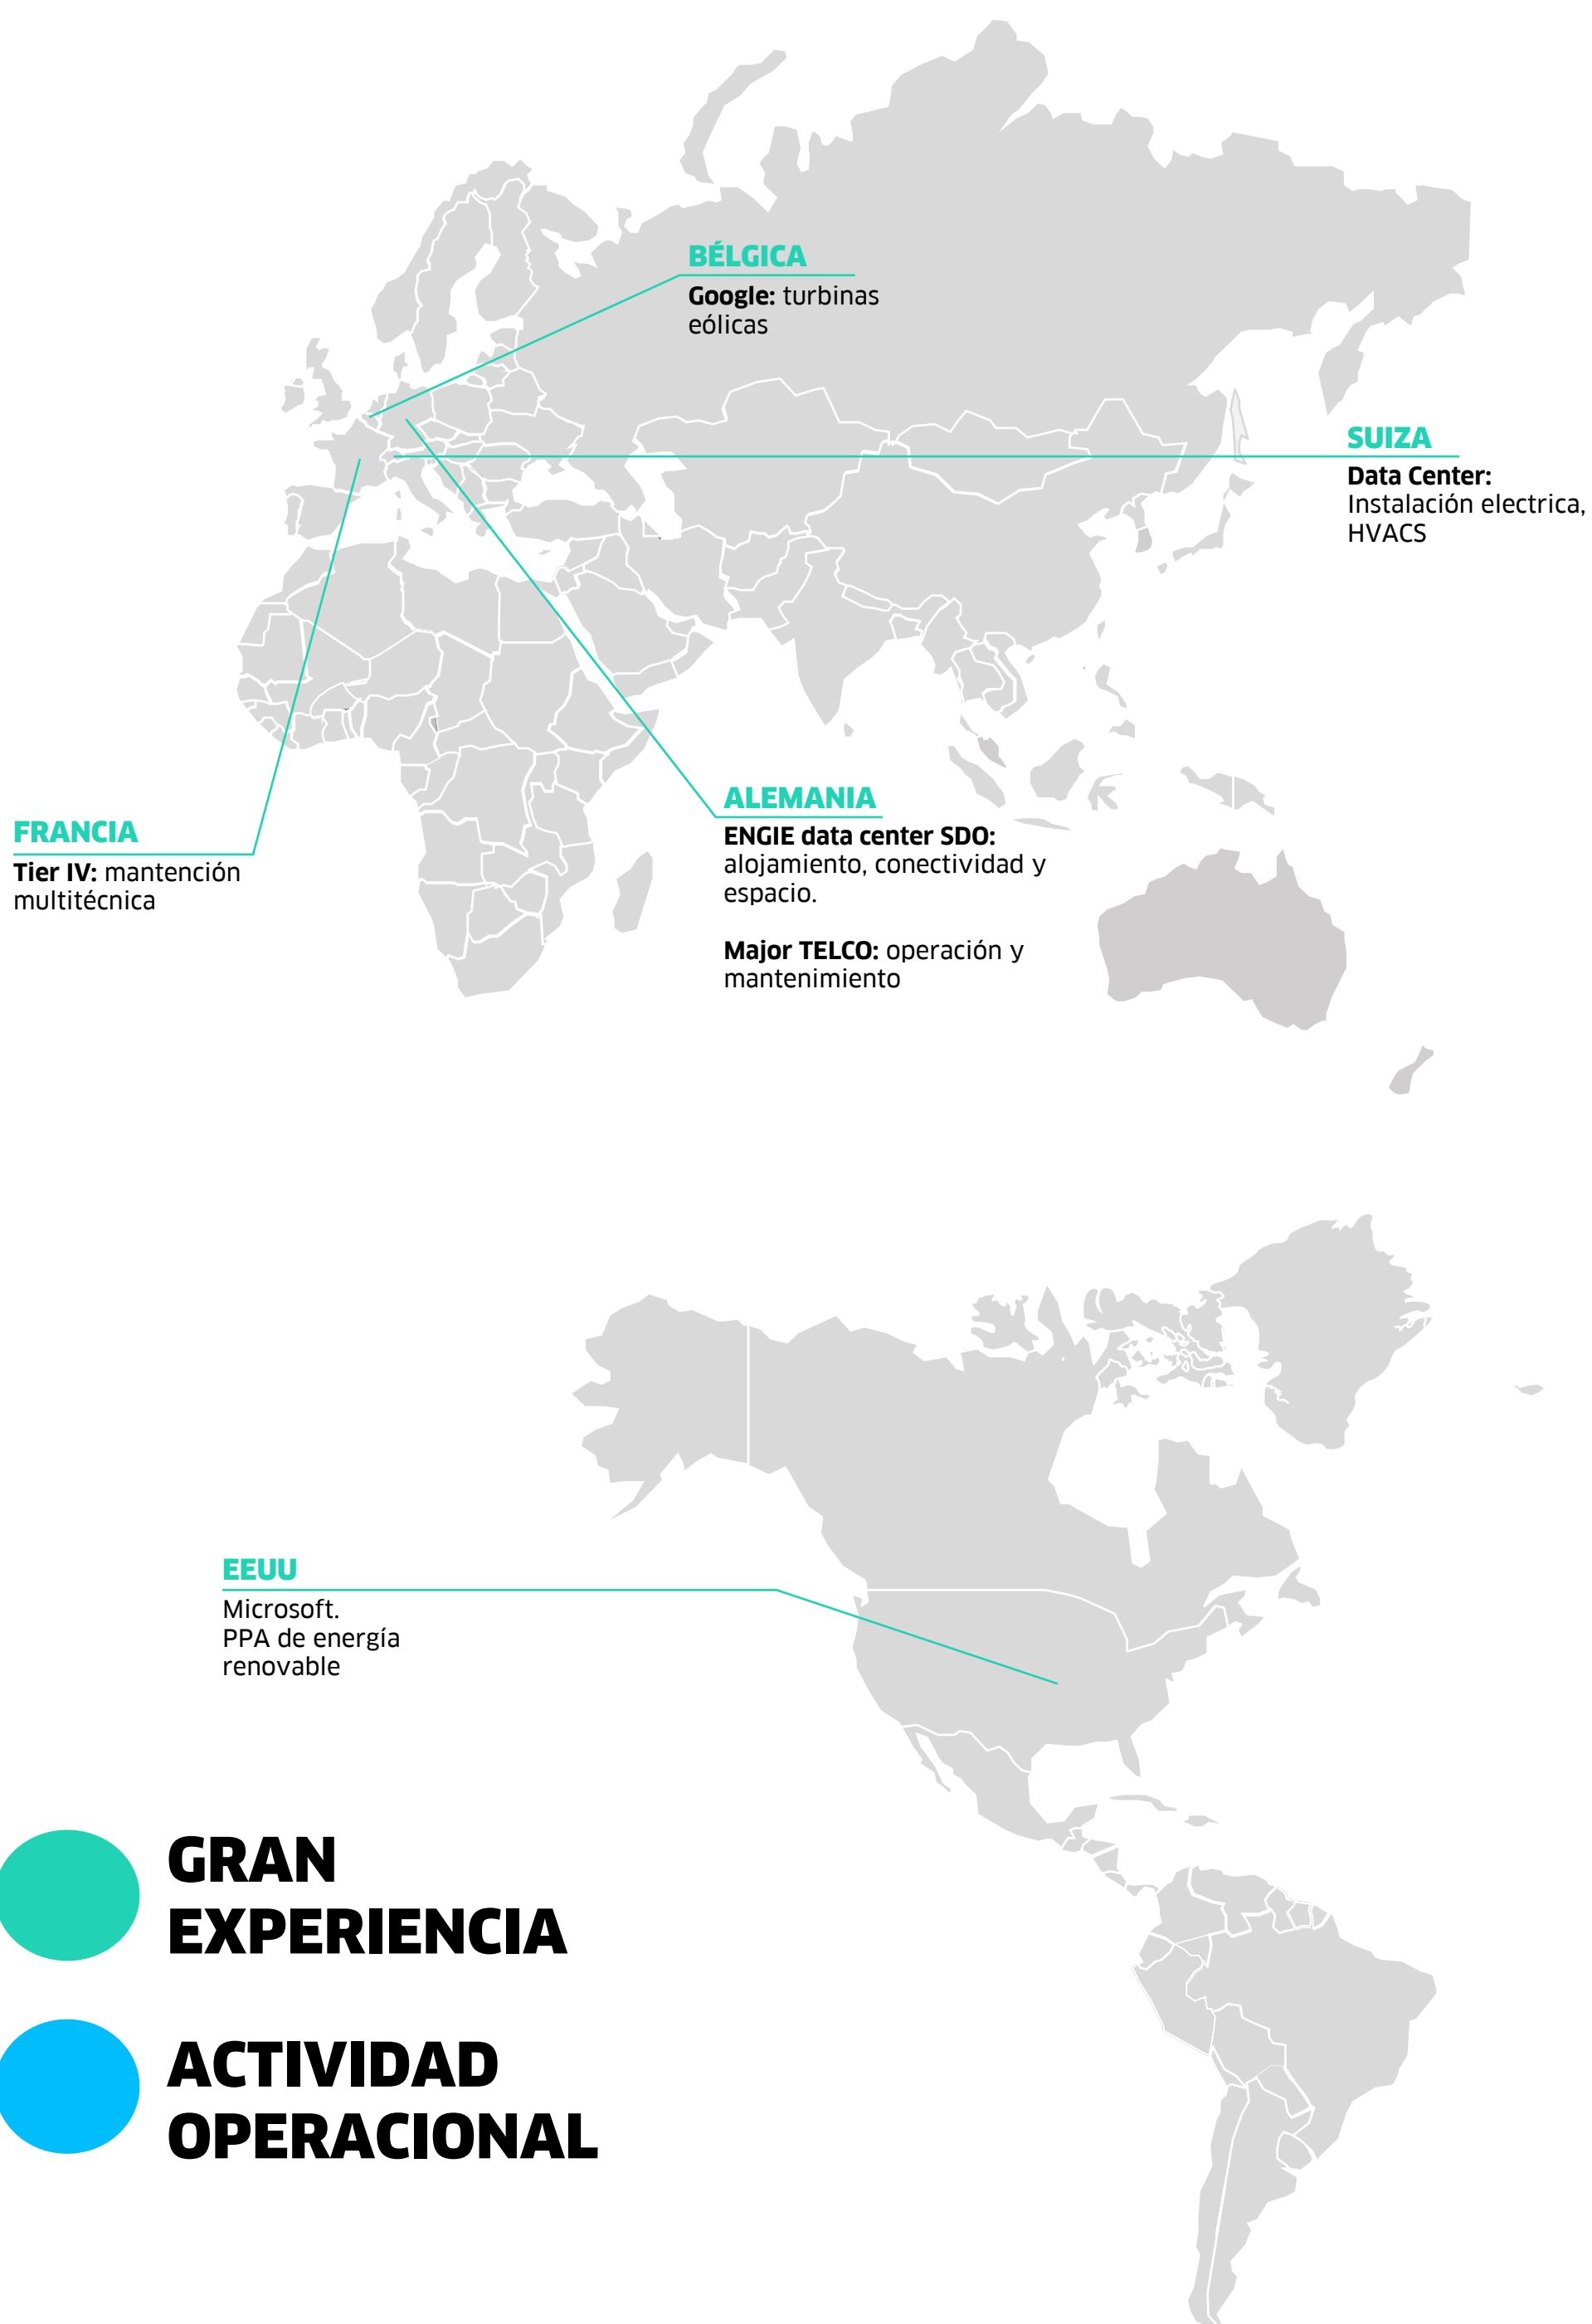 BÉLGICA
Google: turbinas
eólicas
SUIZA
Data Center:
Instalación electrica,
HVACS
FRANCIA
Tier IV: mantención
multitécnica
ALEMANIA
ENGIE data center SDO:
alojamiento, conectividad y
espacio.
Major TELCO: operación y
mantenimiento
EEUU
Microsoft.
PPA de energía
renovable
GRAN
EXPERIENCIA
ACTIVIDAD
OPERACIONAL